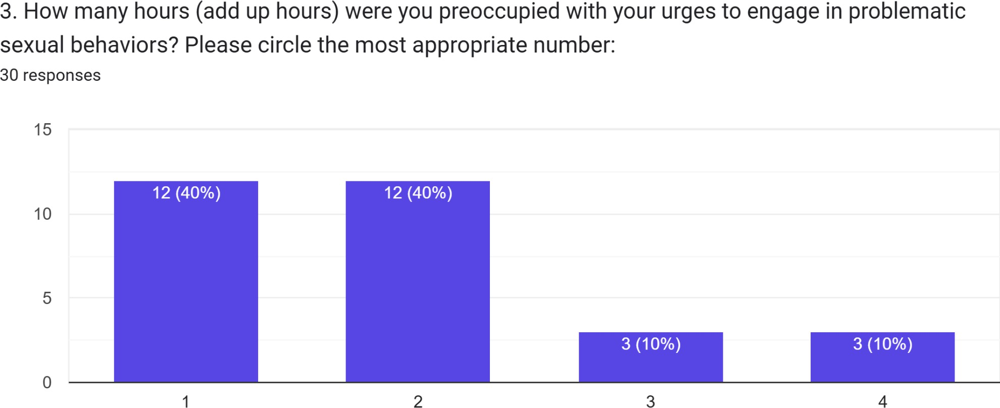 3. How many hours (add up hours) were you preoccupied with your urges to engage in problematic
sexual behaviors? Please circle the most appropriate number:
30 responses
15
12 (40%) 12 (40%)
10
5
3 (10%) 3 (10%)
0
1 2 3 4